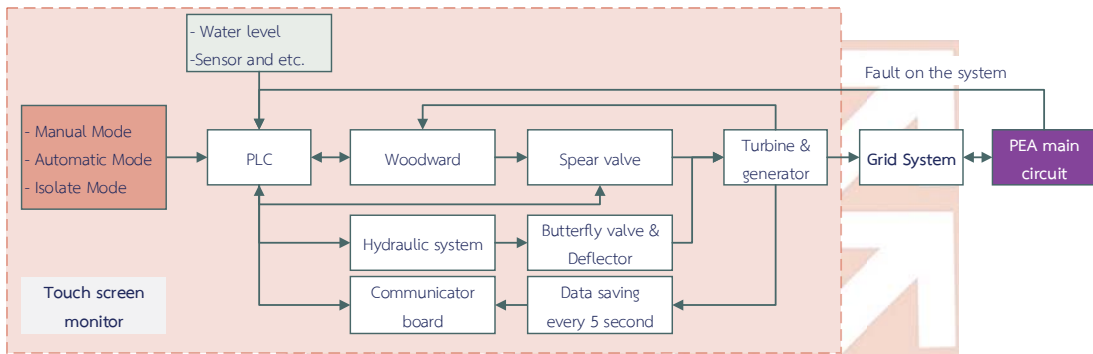 - Water level
-Sensor and etc.
Fault on the system
- Manual Mode
- Automatic Mode
- Isolate Mode
PLC
Woodward
Spear valve
Turbine &
generator
Grid System
PEA main
circuit
Hydraulic system
Butterfly valve &
Deflector
Touch screen
monitor
Communicator
board
Data saving
every 5 second